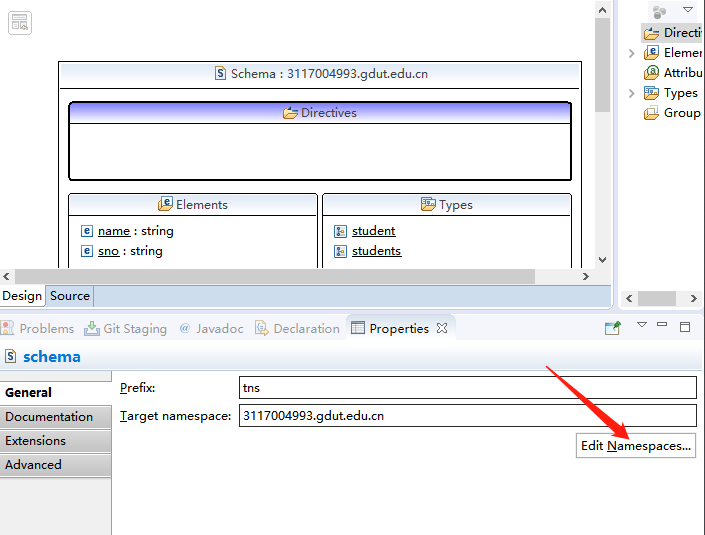 Schema : 3117004993.gdut.edu.cn
Directives
Elements
name : string
sno : string
Types
student
students
Directi
Elemer
Attribu
Types
Group
Design
Source
Problems
Git Staging
@ Javadoc
Declaration
Properties
schema
General
Documentation
Extensions
Advanced
Prefix:
tns
Target namespace:
3117004993.gdut.edu.cn
Edit Namespaces...